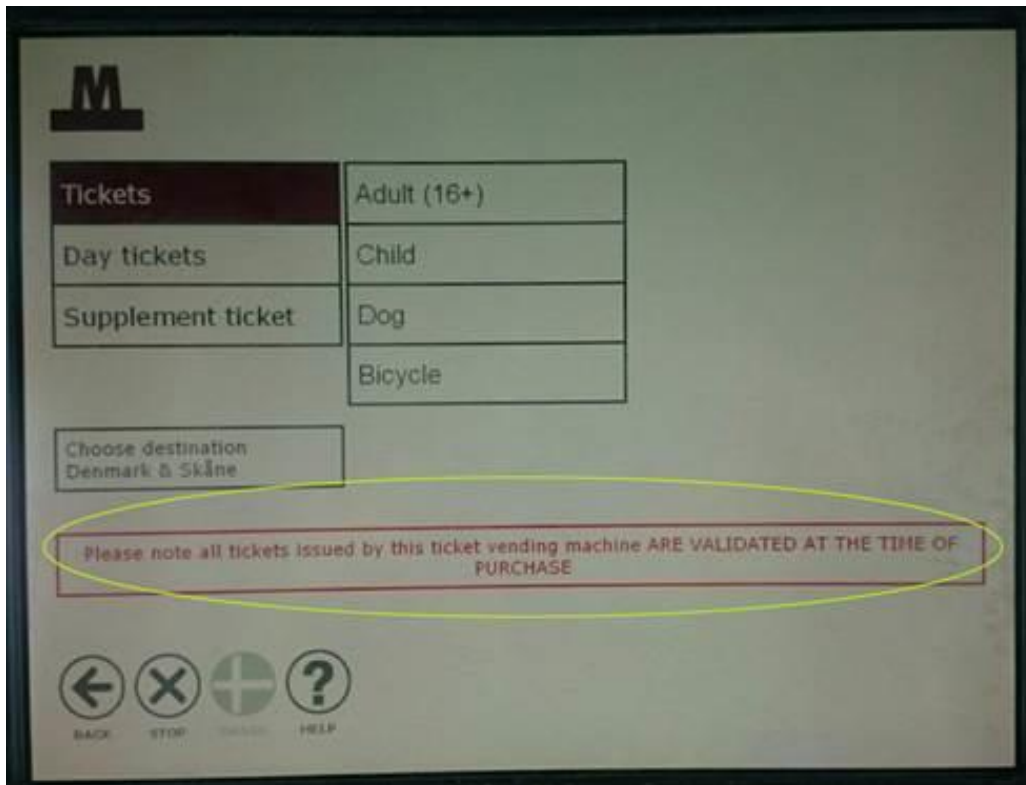 M
Tickets
Adult (16+)
Day tickets
Child
Supplement ticket
Dog
Bicycle
Choose destination
Denmark & Skåne
Please note all tickets issued by this ticket vending machine ARE VALIDATED AT THE TIME OF
PURCHASE
BACK STOP HELP